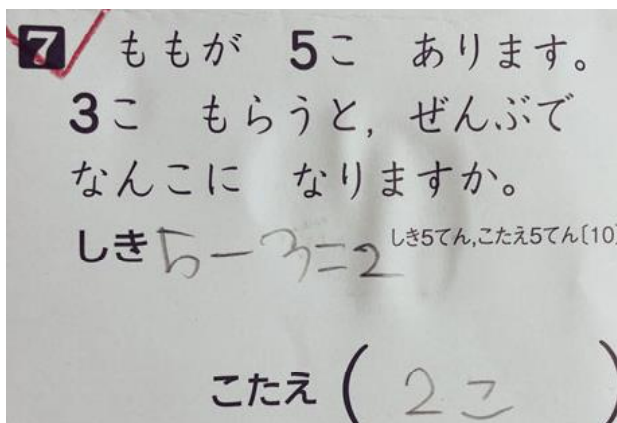 7 ももが 5こ あります。
3こ もらうと，ぜんぶで
なんこに なりますか。
しき 5－3＝2 しき5てん,こたえ5てん〔10
こたえ（ 2こ ）